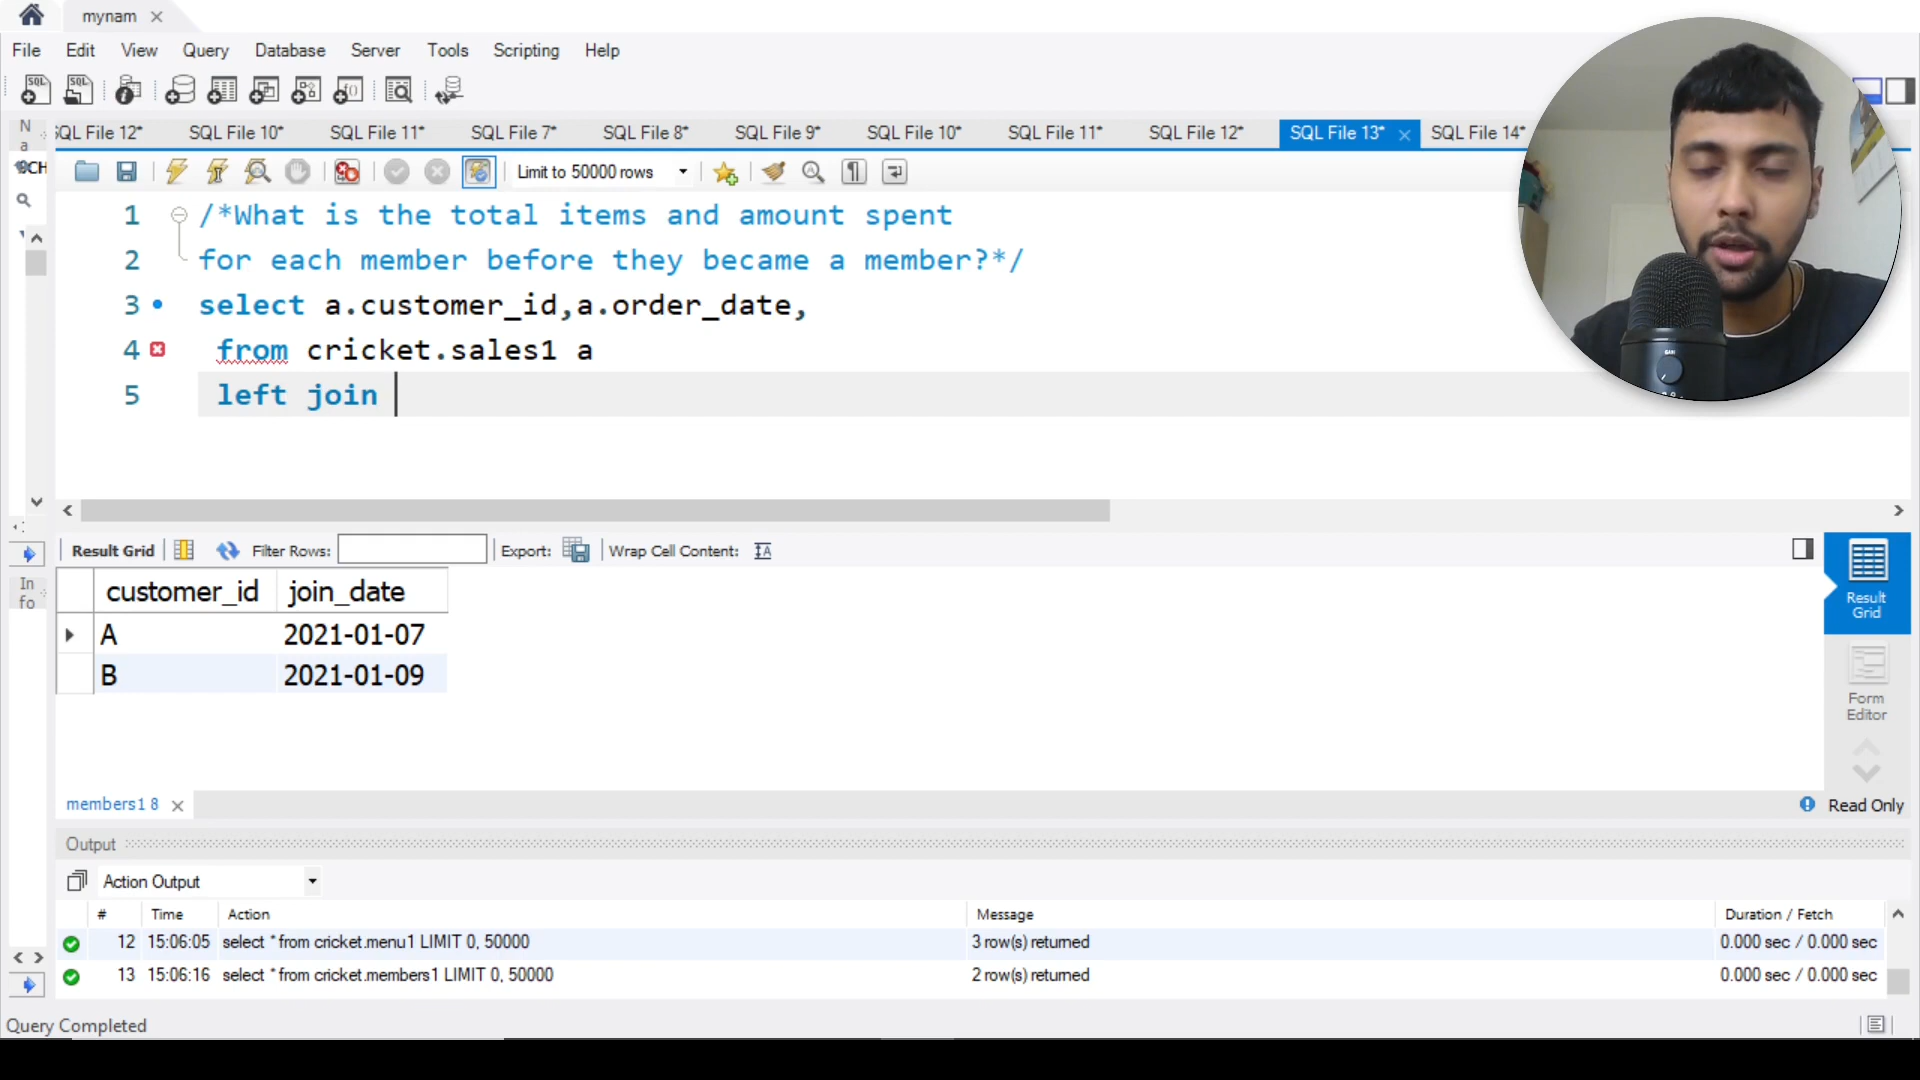 mynam
File Edit View Query Database Server Tools Scripting Help
SQL File 12* SQL File 10* SQL File 11* SQL File 7* SQL File 8* SQL File 9* SQL File 10* SQL File 11* SQL File 12* SQL File 13* SQL File 14*
Limit to 50000 rows
1 /*What is the total items and amount spent
2 for each member before they became a member?*/
3 select a.customer_id,a.order_date,
4 from cricket.sales1 a
5 left join
Result Grid Filter Rows: Export: Wrap Cell Content:
customer_id join_date
A 2021-01-07
B 2021-01-09
Result
Grid
Form
Editor
members1 8
Read Only
Output
Action Output
# Time Action Message Duration / Fetch
12 15:06:05 select * from cricket.menu1 LIMIT 0, 50000 3 row(s) returned 0.000 sec / 0.000 sec
13 15:06:16 select * from cricket.members1 LIMIT 0, 50000 2 row(s) returned 0.000 sec / 0.000 sec
Query Completed